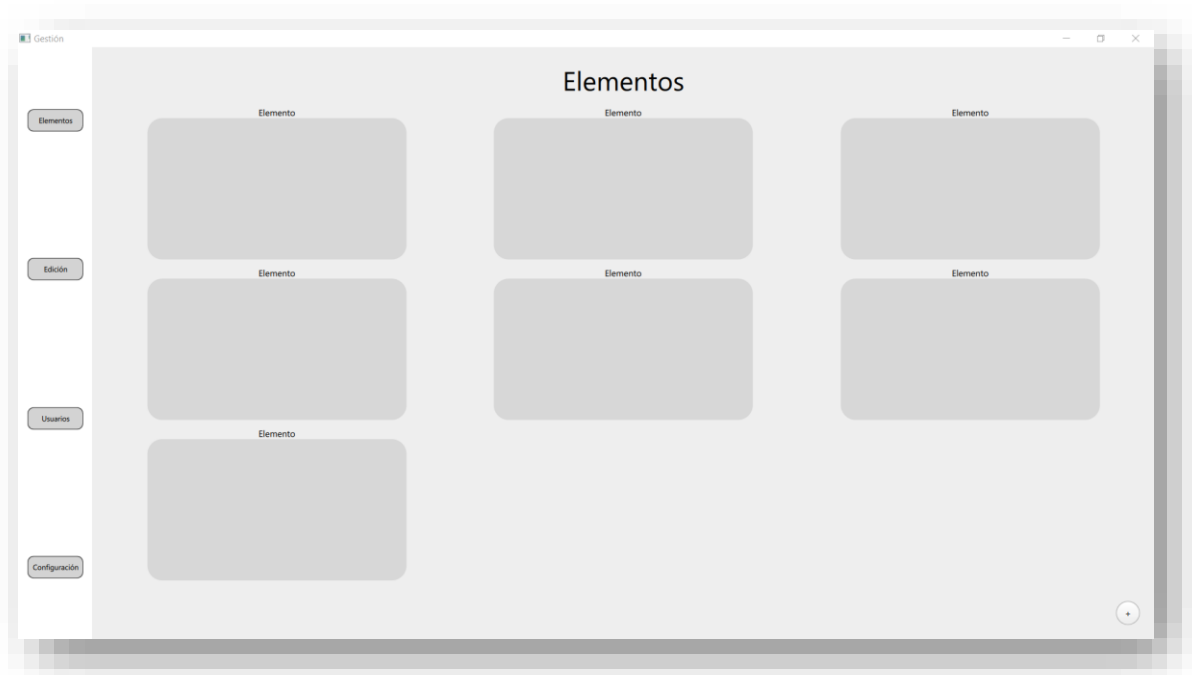 Gestión
Elementos
Elementos
Elemento
Elemento
Elemento
Edición
Elemento
Elemento
Elemento
Usuarios
Elemento
Configuración
+